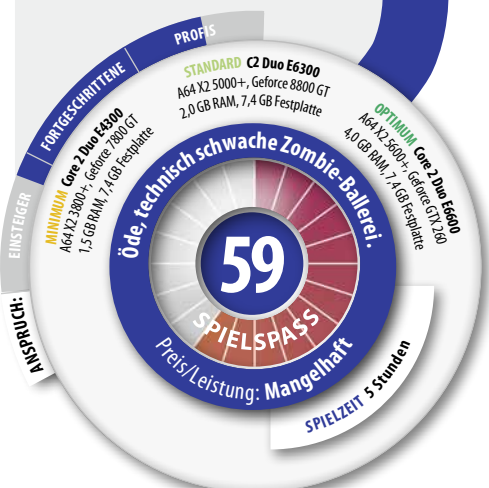 ANSPRUCH:
EINSTEIGER
FORTGESCHRITTENE
PROFIS
MINIMUM Core 2 Duo E4300
A64 X2 3800+, Geforce 7800 GT
1,5 GB RAM, 7,4 GB Festplatte
STANDARD C2 Duo E6300
A64 X2 5000+, Geforce 8800 GT
2,0 GB RAM, 7,4 GB Festplatte
OPTIMUM Core 2 Duo E6600
A64 X2 5600+, Geforce GTX 260
4,0 GB RAM, 7,4 GB Festplatte
Öde, technisch schwache Zombie-Ballerei.
59
SPIELSPASS
Preis/Leistung: Mangelhaft
SPIELZEIT 5 Stunden